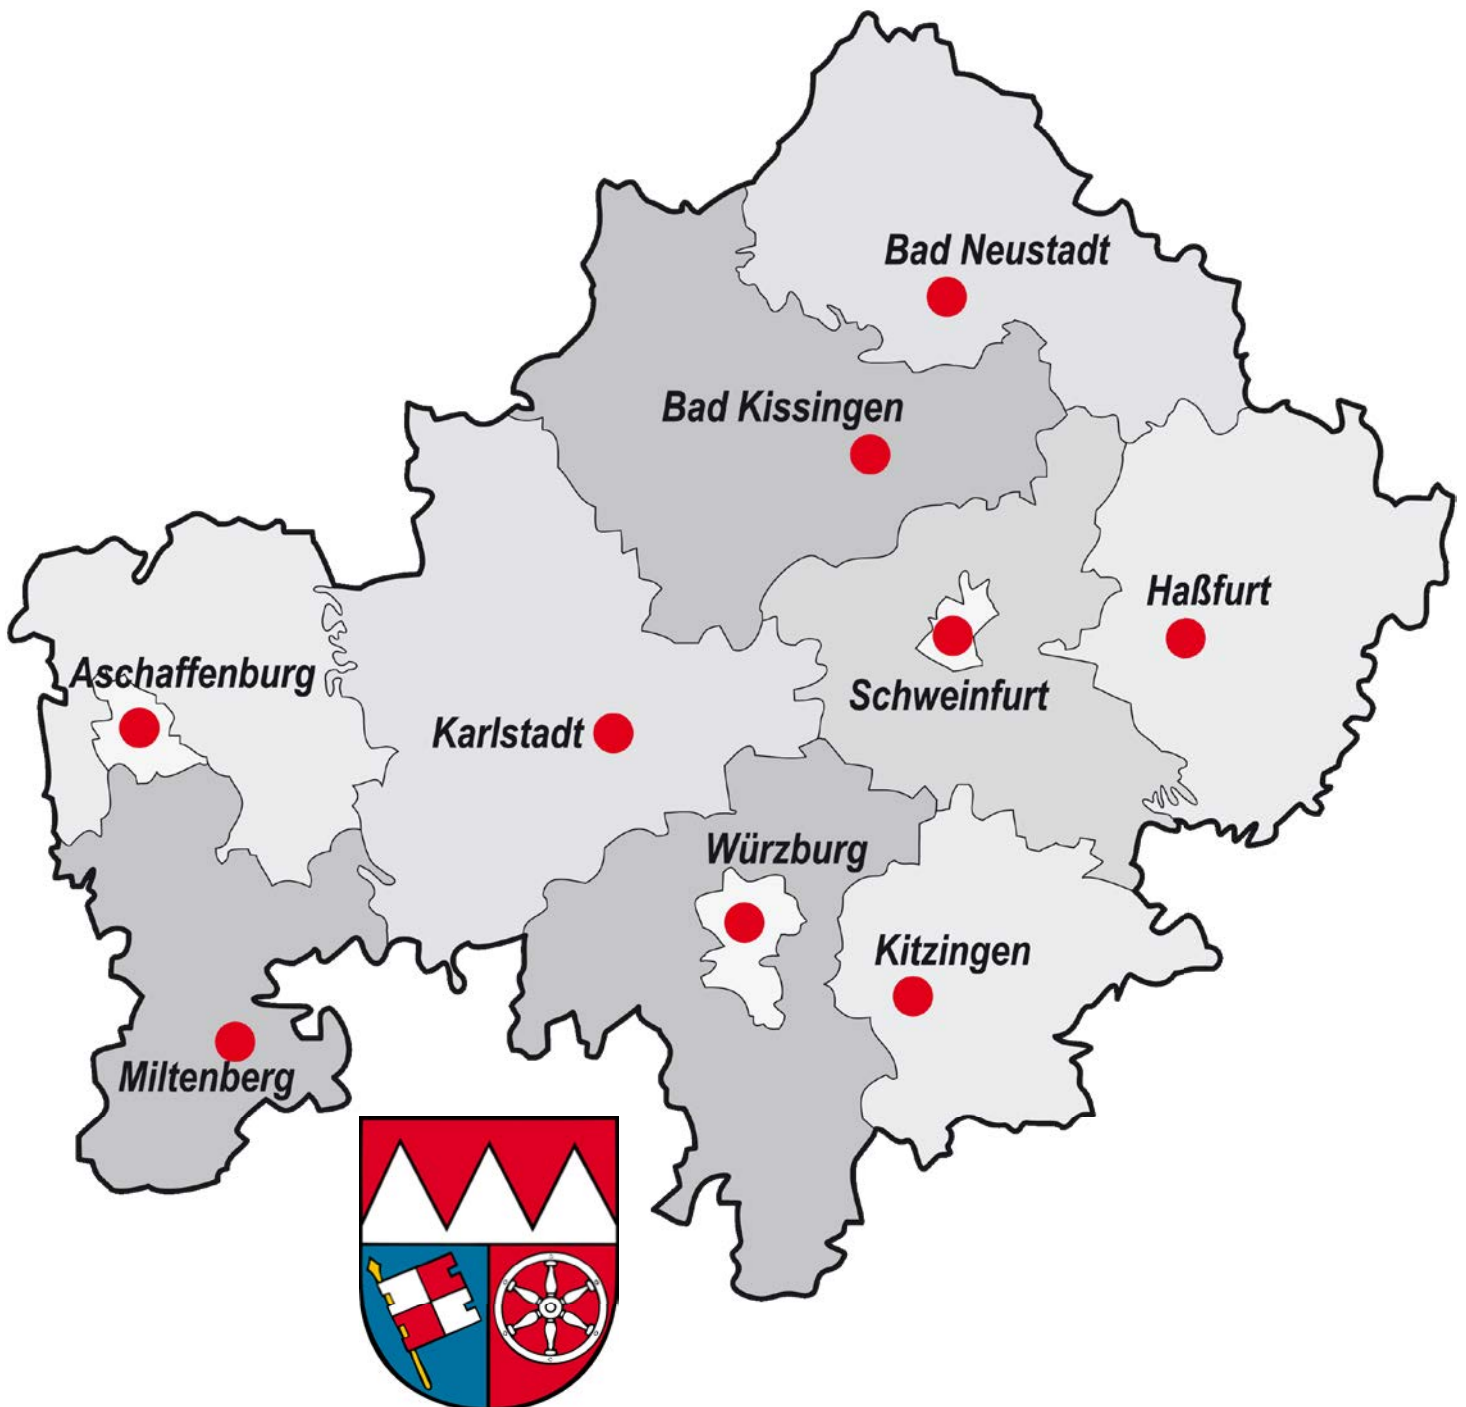 Bad Neustadt
Bad Kissingen
Haßfurt
Aschaffenburg
Schweinfurt
Karlstadt
Würzburg
Kitzingen
Miltenberg